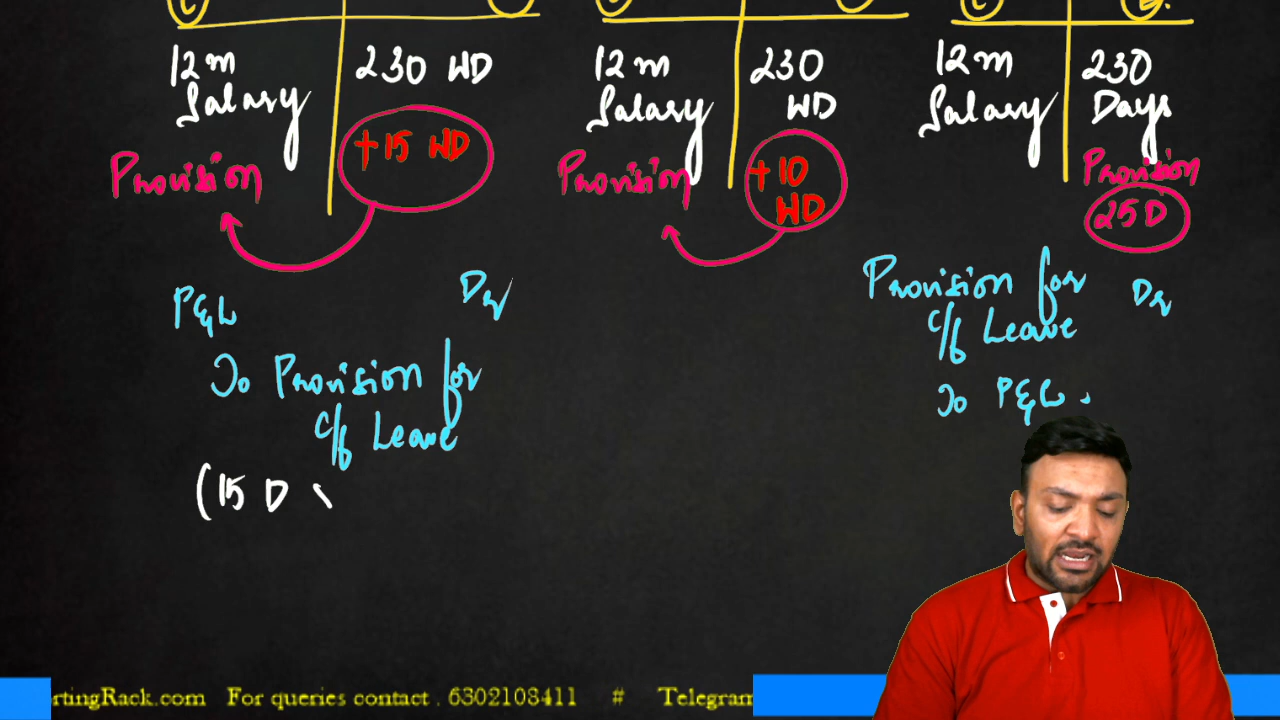 12m
Salary
230 WD
+15 WD
Provision
12m
Salary
230
WD
+10
WD
Provision
12m
Salary
230
Days
Provision
25D
P&L Dr
To Provision for
c/f Leave
(15 D
Provision for Dr
c/f Leave
To P&L
rtingRack.com For queries contact . 6302108411 # Telegram